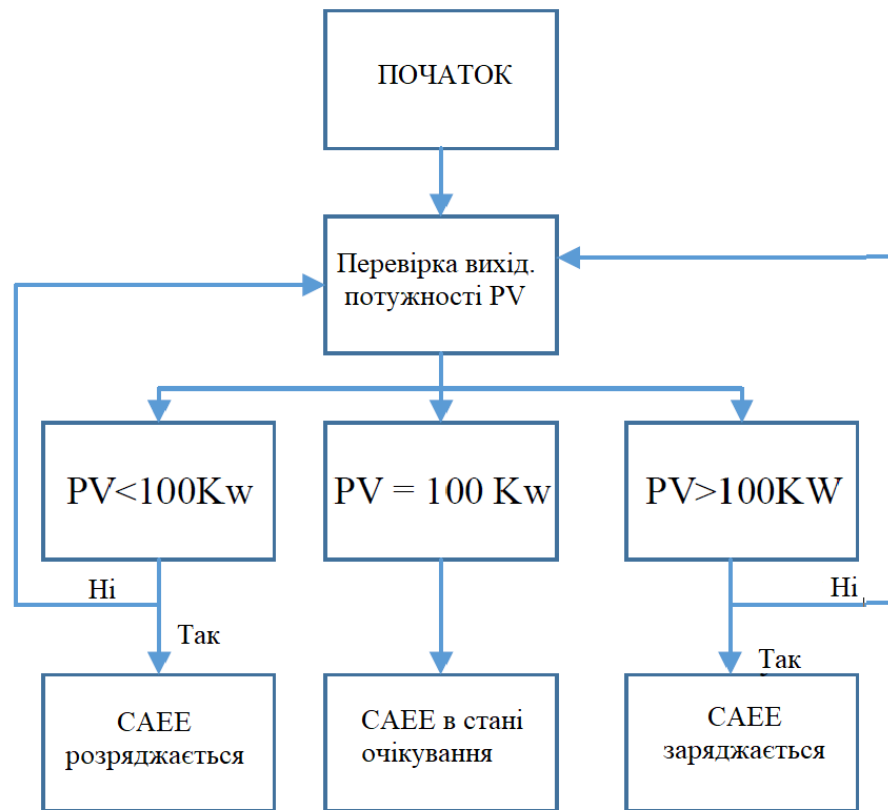 ПОЧАТОК
Перевірка вихід.
потужності PV
PV<100Kw
PV = 100 Kw
PV>100KW
Ні
Ні
Так
Так
САЕЕ
розряджається
САЕЕ в стані
очікування
САЕЕ
заряджається